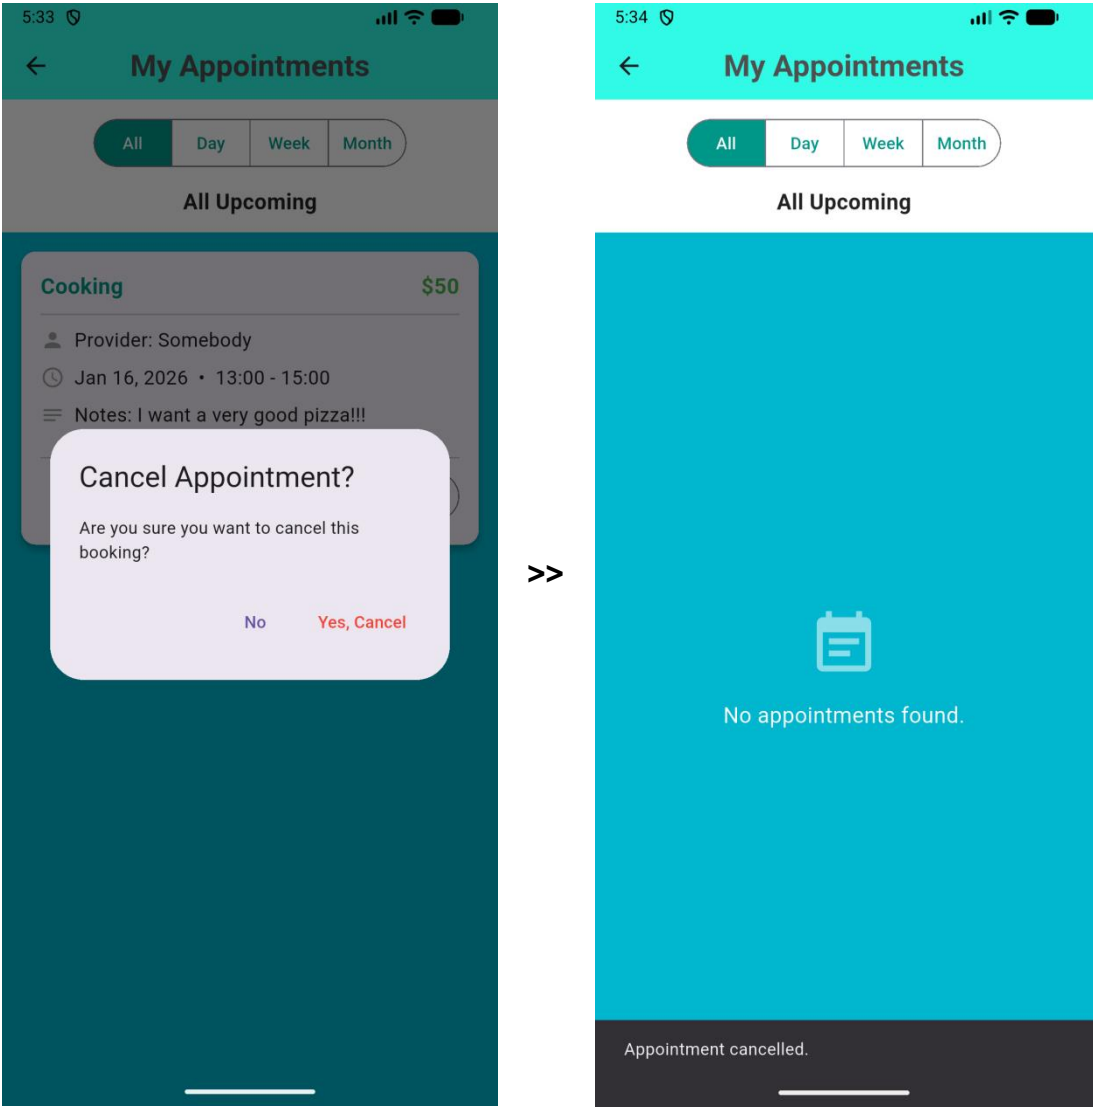 5:33
My Appointments
All Day Week Month
All Upcoming
Cooking $50
Provider: Somebody
Jan 16, 2026 • 13:00 - 15:00
Notes: I want a very good pizza!!!
Cancel Appointment?
Are you sure you want to cancel this
booking?
No Yes, Cancel
>>
5:34
My Appointments
All Day Week Month
All Upcoming
No appointments found.
Appointment cancelled.